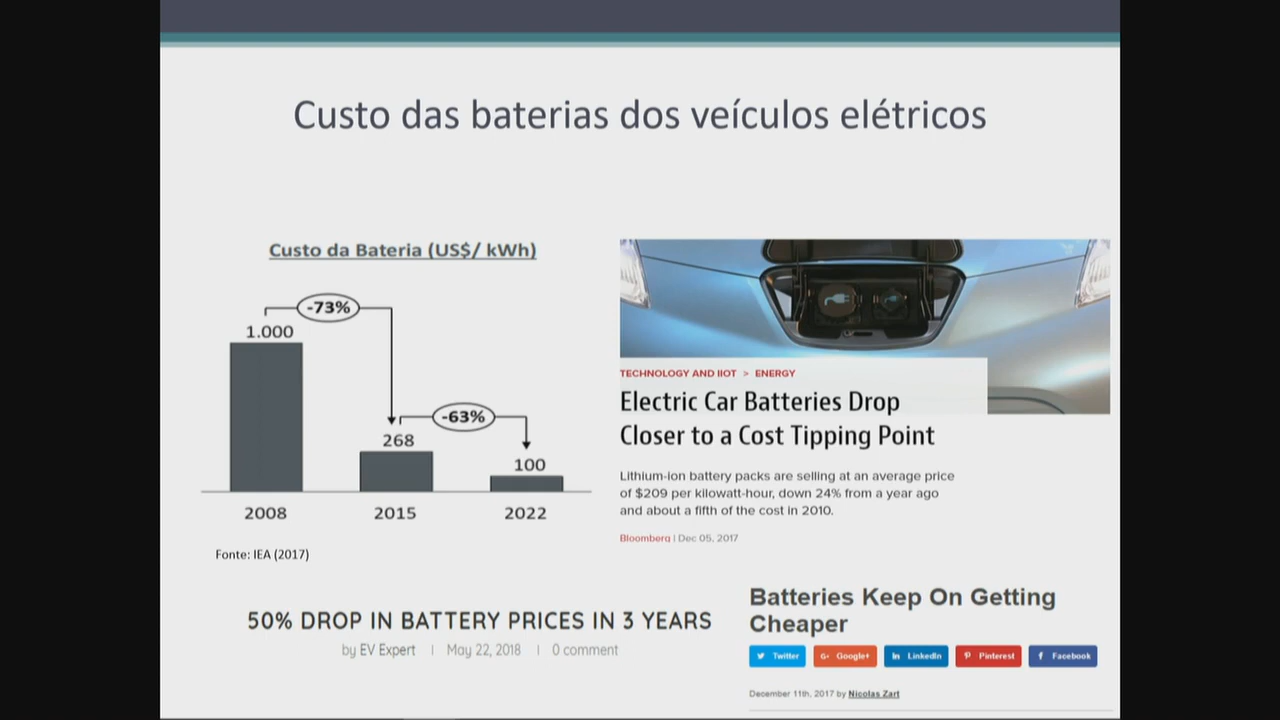 Custo das baterias dos veículos elétricos
Custo da Bateria (US$/ kWh)
-73%
1.000
-63%
268
100
2008
2015
2022
Fonte: IEA (2017)
TECHNOLOGY AND IIOT > ENERGY
Electric Car Batteries Drop
Closer to a Cost Tipping Point
Lithium-ion battery packs are selling at an average price
of $209 per kilowatt-hour, down 24% from a year ago
and about a fifth of the cost in 2010.
Bloomberg | Dec 05, 2017
50% DROP IN BATTERY PRICES IN 3 YEARS
by EV Expert | May 22, 2018 | 0 comment
Batteries Keep On Getting
Cheaper
Twitter
G+ Google+
in LinkedIn
Pinterest
f Facebook
December 11th, 2017 by Nicolas Zart